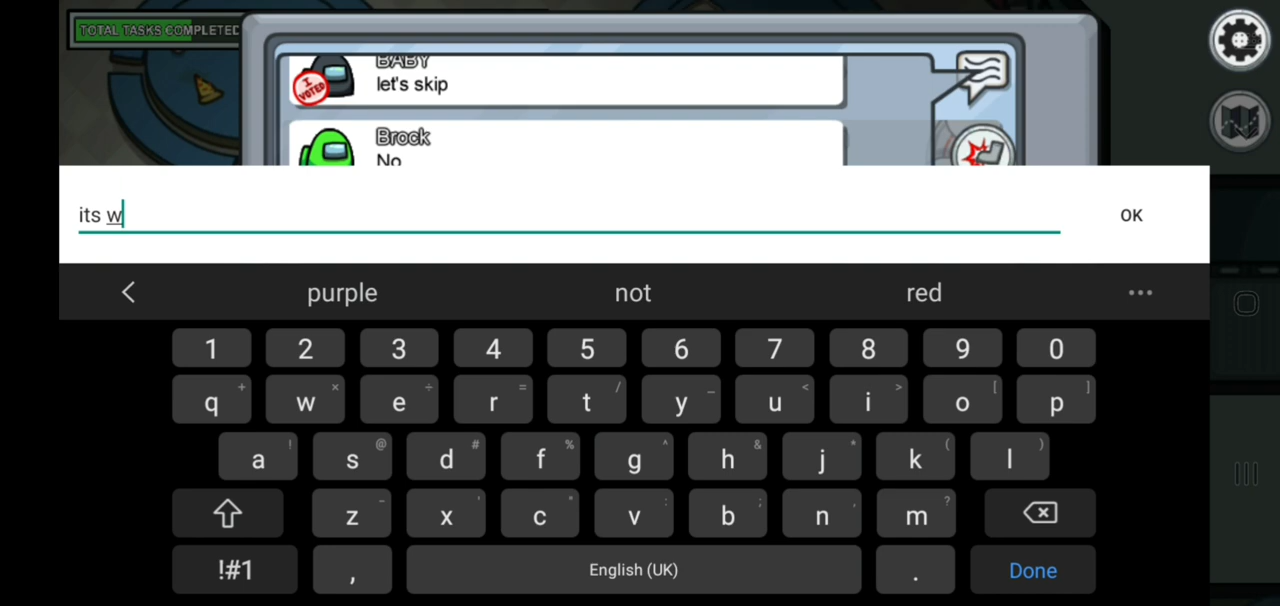 TOTAL TASKS COMPLETED
BABY
let's skip
I VOTED
Brock
No
its w
OK
purple not red
1 2 3 4 5 6 7 8 9 0
q + w × e ÷ r = t / y _ u < i > o [ p ]
a ! s @ d # f % g ^ h & j * k ( l )
z - x ' c " v : b ; n , m ?
!#1 , English (UK) . Done